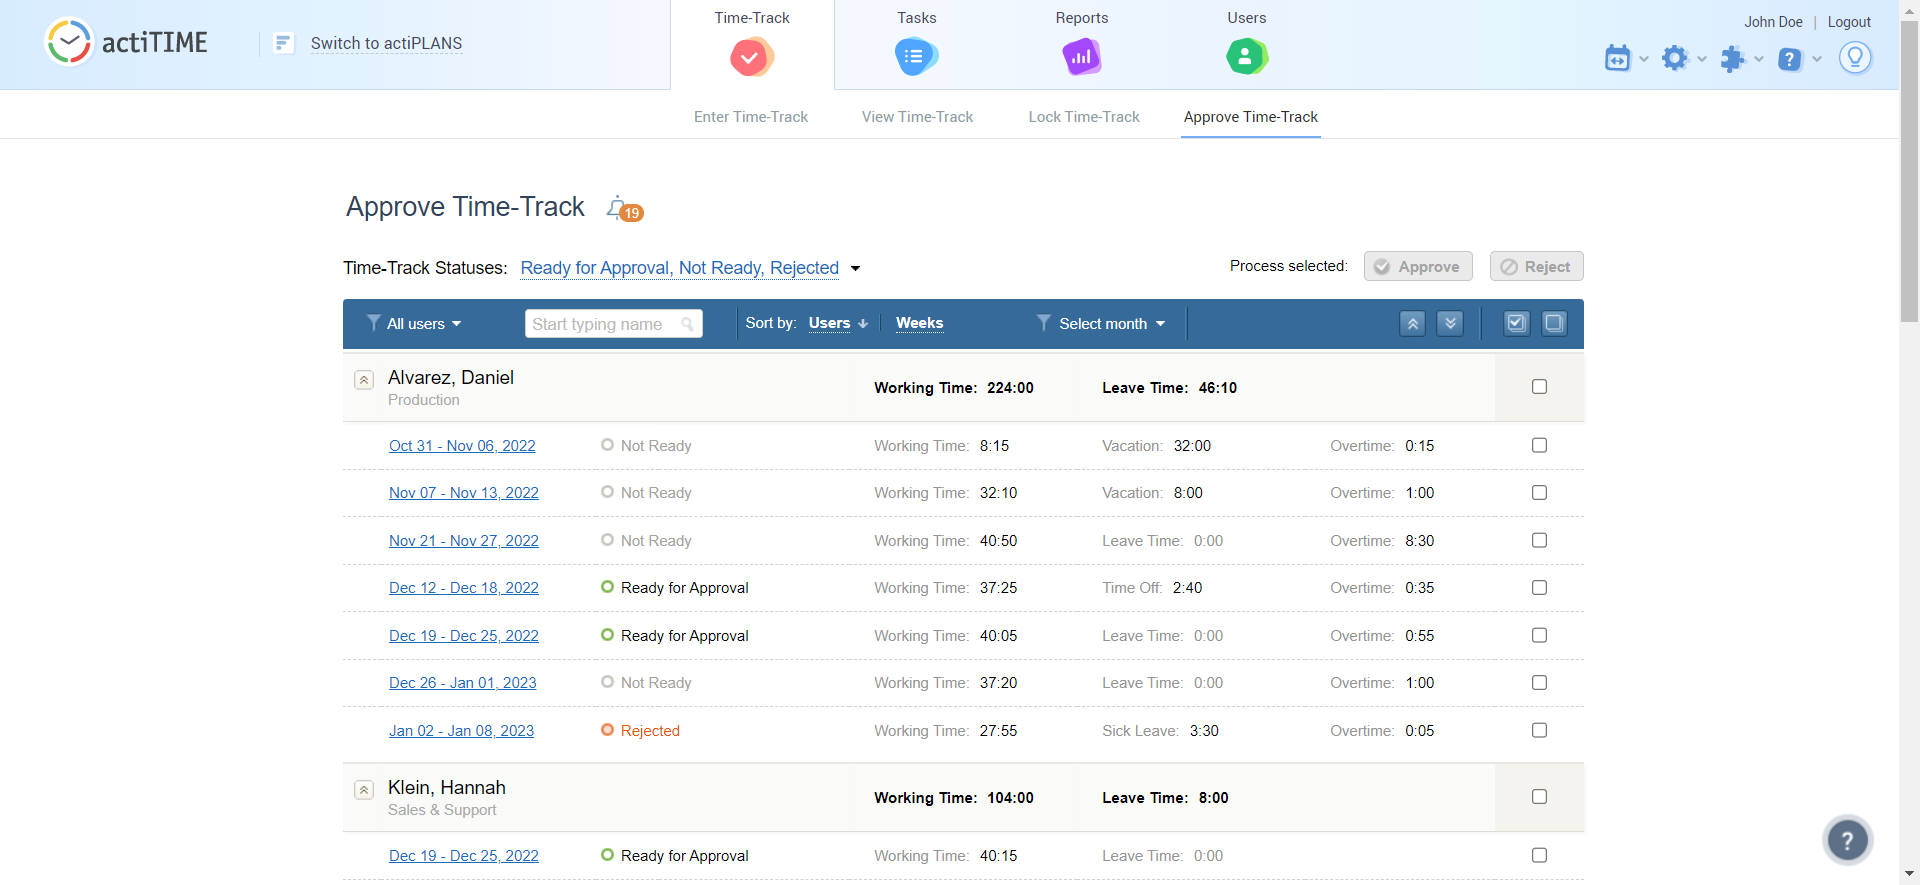 actiTIME
Switch to actiPLANS
Time-Track
Tasks
Reports
Users
John Doe | Logout
Enter Time-Track
View Time-Track
Lock Time-Track
Approve Time-Track
Approve Time-Track 19
Time-Track Statuses: Ready for Approval, Not Ready, Rejected
Process selected: Approve Reject
All users Start typing name Sort by: Users Weeks Select month
Alvarez, Daniel
Production
Working Time: 224:00 Leave Time: 46:10
Oct 31 - Nov 06, 2022 Not Ready Working Time: 8:15 Vacation: 32:00 Overtime: 0:15
Nov 07 - Nov 13, 2022 Not Ready Working Time: 32:10 Vacation: 8:00 Overtime: 1:00
Nov 21 - Nov 27, 2022 Not Ready Working Time: 40:50 Leave Time: 0:00 Overtime: 8:30
Dec 12 - Dec 18, 2022 Ready for Approval Working Time: 37:25 Time Off: 2:40 Overtime: 0:35
Dec 19 - Dec 25, 2022 Ready for Approval Working Time: 40:05 Leave Time: 0:00 Overtime: 0:55
Dec 26 - Jan 01, 2023 Not Ready Working Time: 37:20 Leave Time: 0:00 Overtime: 1:00
Jan 02 - Jan 08, 2023 Rejected Working Time: 27:55 Sick Leave: 3:30 Overtime: 0:05
Klein, Hannah
Sales & Support
Working Time: 104:00 Leave Time: 8:00
Dec 19 - Dec 25, 2022 Ready for Approval Working Time: 40:15 Leave Time: 0:00
?